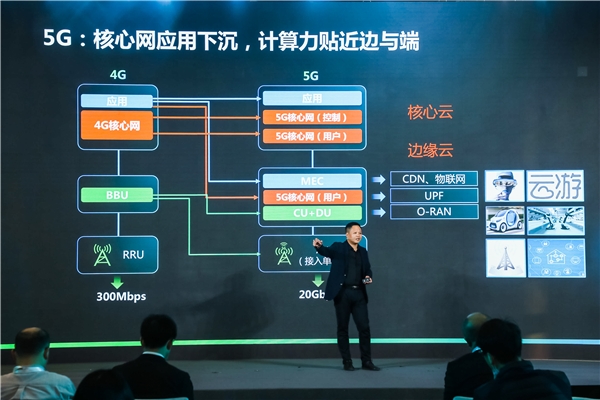 5G：核心网应用下沉，计算力贴近边与端
4G
5G
应用
4G核心网
应用
5G核心网（控制）
5G核心网（用户）
核心云
边缘云
BBU
MEC
5G核心网（用户）
CU+DU
CDN、物联网
UPF
O-RAN
云游
RRU
（接入单
300Mbps
20Gb